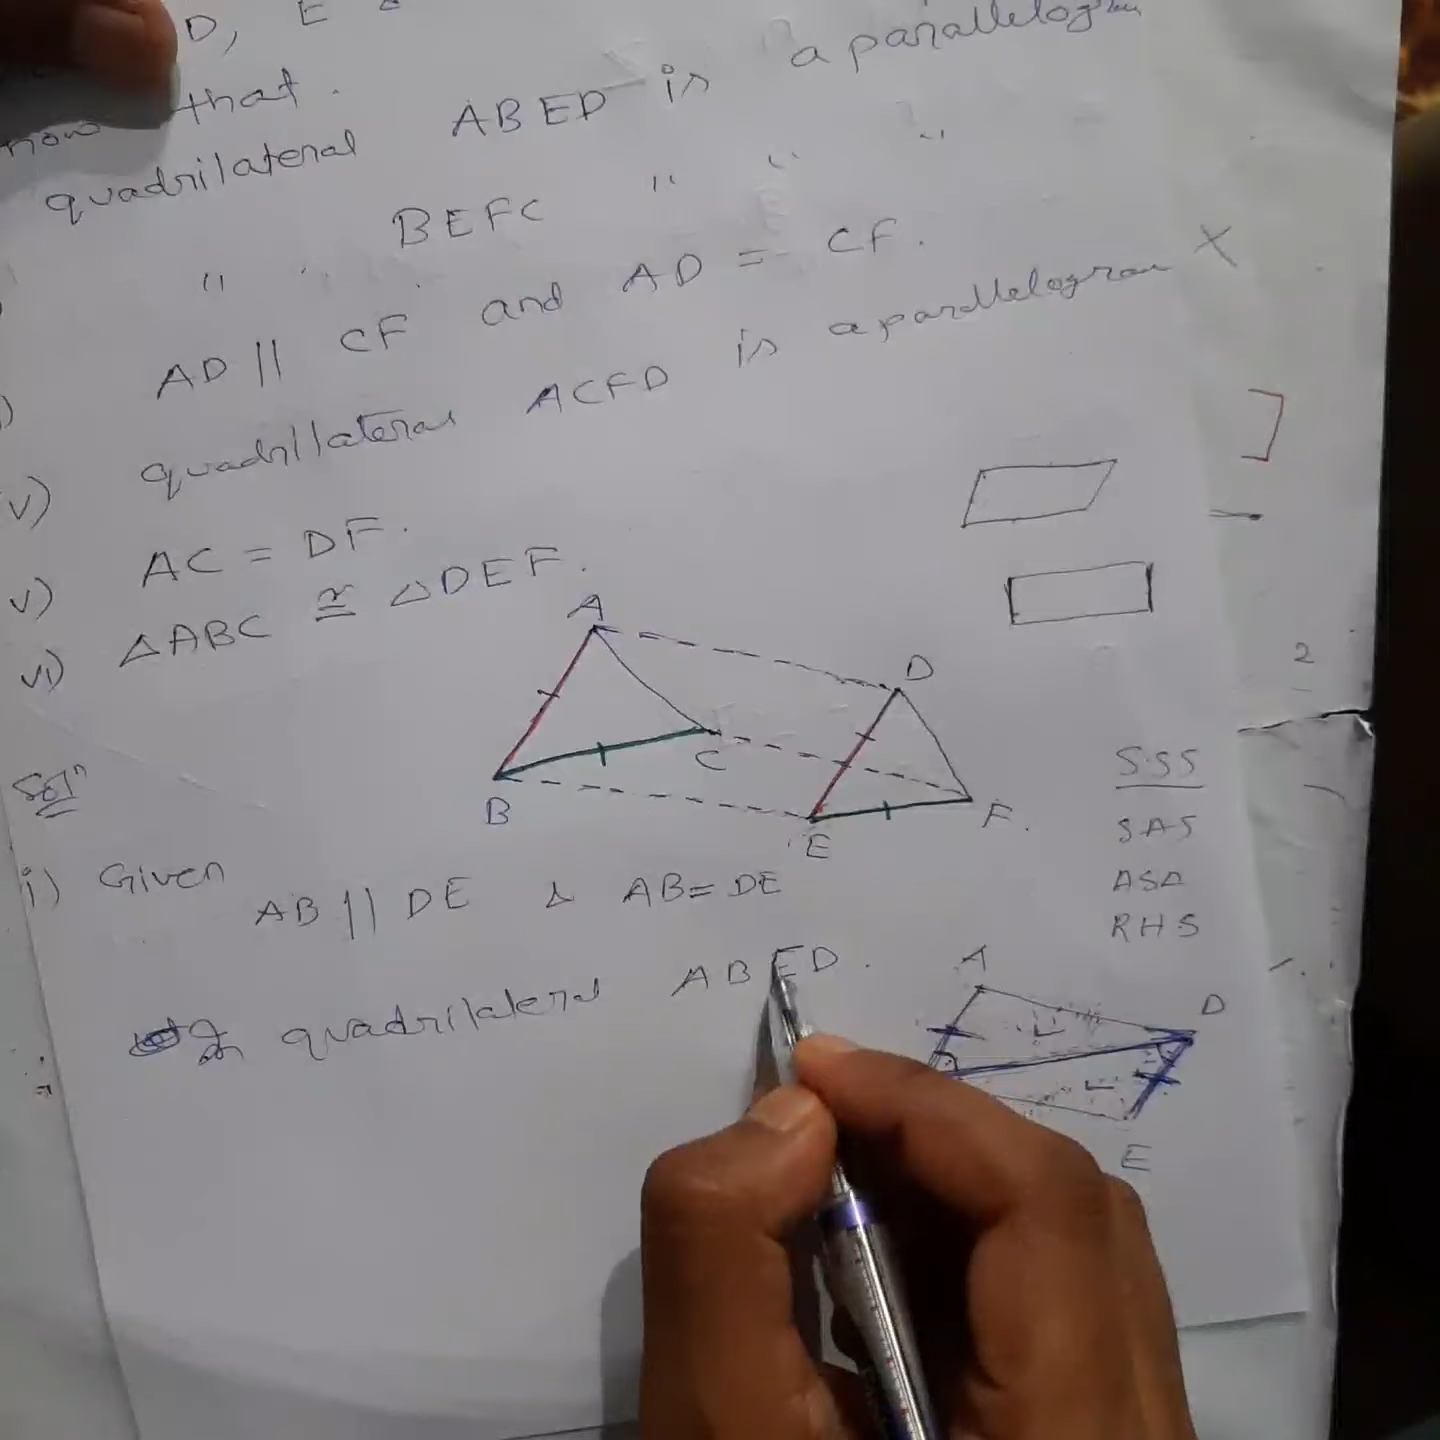 D, E
that.
quadrilateral ABED is a parallelogram
" BEFC " " "
AD || CF and AD = CF.
v) quadrilateral ACFD is a parallelogram X
v) AC = DF.
vi) △ABC ≅ △DEF.
A
D
C
B
E
F.
2
SSS
SAS
ASA
RHS
Solⁿ
i) Given AB || DE & AB = DE
In quadrilateral ABED.
A
D
E